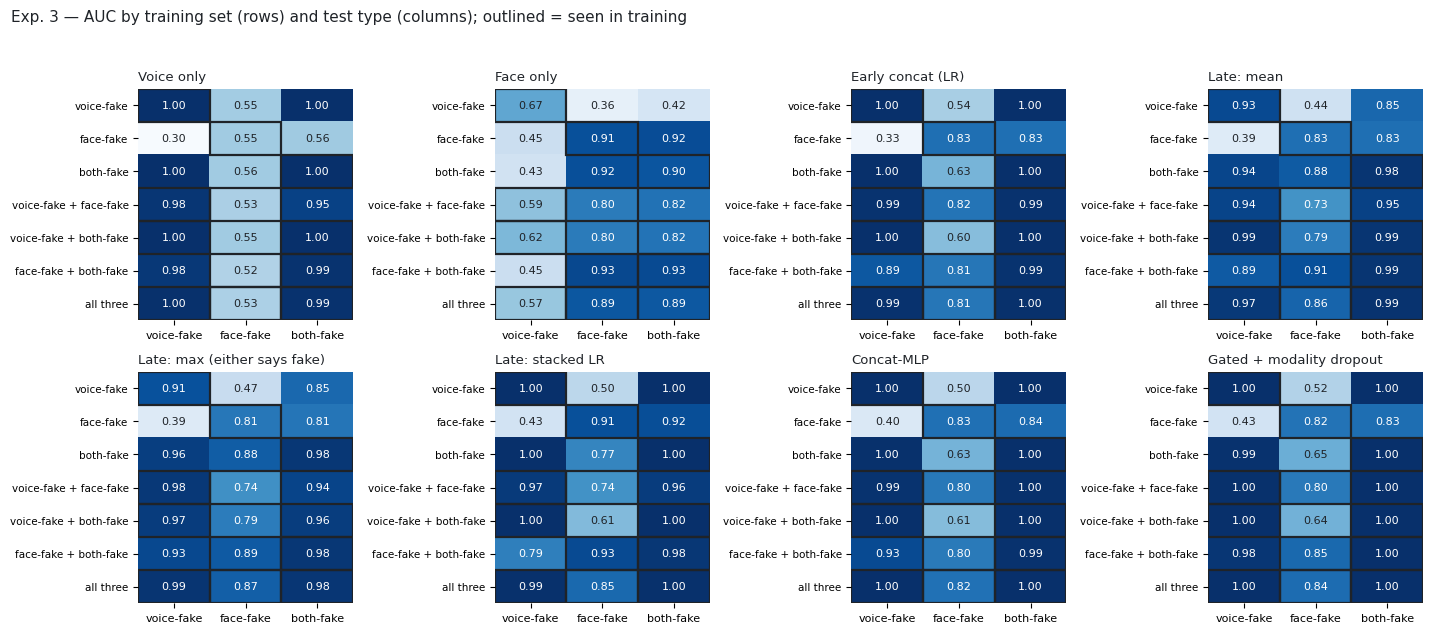 Exp. 3 — AUC by training set (rows) and test type (columns); outlined = seen in training
Voice only
voice-fake 1.00 0.55 1.00
face-fake 0.30 0.55 0.56
both-fake 1.00 0.56 1.00
voice-fake + face-fake 0.98 0.53 0.95
voice-fake + both-fake 1.00 0.55 1.00
face-fake + both-fake 0.98 0.52 0.99
all three 1.00 0.53 0.99
voice-fake face-fake both-fake
Face only
voice-fake 0.67 0.36 0.42
face-fake 0.45 0.91 0.92
both-fake 0.43 0.92 0.90
voice-fake + face-fake 0.59 0.80 0.82
voice-fake + both-fake 0.62 0.80 0.82
face-fake + both-fake 0.45 0.93 0.93
all three 0.57 0.89 0.89
voice-fake face-fake both-fake
Early concat (LR)
voice-fake 1.00 0.54 1.00
face-fake 0.33 0.83 0.83
both-fake 1.00 0.63 1.00
voice-fake + face-fake 0.99 0.82 0.99
voice-fake + both-fake 1.00 0.60 1.00
face-fake + both-fake 0.89 0.81 0.99
all three 0.99 0.81 1.00
voice-fake face-fake both-fake
Late: mean
voice-fake 0.93 0.44 0.85
face-fake 0.39 0.83 0.83
both-fake 0.94 0.88 0.98
voice-fake + face-fake 0.94 0.73 0.95
voice-fake + both-fake 0.99 0.79 0.99
face-fake + both-fake 0.89 0.91 0.99
all three 0.97 0.86 0.99
voice-fake face-fake both-fake
Late: max (either says fake)
voice-fake 0.91 0.47 0.85
face-fake 0.39 0.81 0.81
both-fake 0.96 0.88 0.98
voice-fake + face-fake 0.98 0.74 0.94
voice-fake + both-fake 0.97 0.79 0.96
face-fake + both-fake 0.93 0.89 0.98
all three 0.99 0.87 0.98
voice-fake face-fake both-fake
Late: stacked LR
voice-fake 1.00 0.50 1.00
face-fake 0.43 0.91 0.92
both-fake 1.00 0.77 1.00
voice-fake + face-fake 0.97 0.74 0.96
voice-fake + both-fake 1.00 0.61 1.00
face-fake + both-fake 0.79 0.93 0.98
all three 0.99 0.85 1.00
voice-fake face-fake both-fake
Concat-MLP
voice-fake 1.00 0.50 1.00
face-fake 0.40 0.83 0.84
both-fake 1.00 0.63 1.00
voice-fake + face-fake 0.99 0.80 1.00
voice-fake + both-fake 1.00 0.61 1.00
face-fake + both-fake 0.93 0.80 0.99
all three 1.00 0.82 1.00
voice-fake face-fake both-fake
Gated + modality dropout
voice-fake 1.00 0.52 1.00
face-fake 0.43 0.82 0.83
both-fake 0.99 0.65 1.00
voice-fake + face-fake 1.00 0.80 1.00
voice-fake + both-fake 1.00 0.64 1.00
face-fake + both-fake 0.98 0.85 1.00
all three 1.00 0.84 1.00
voice-fake face-fake both-fake